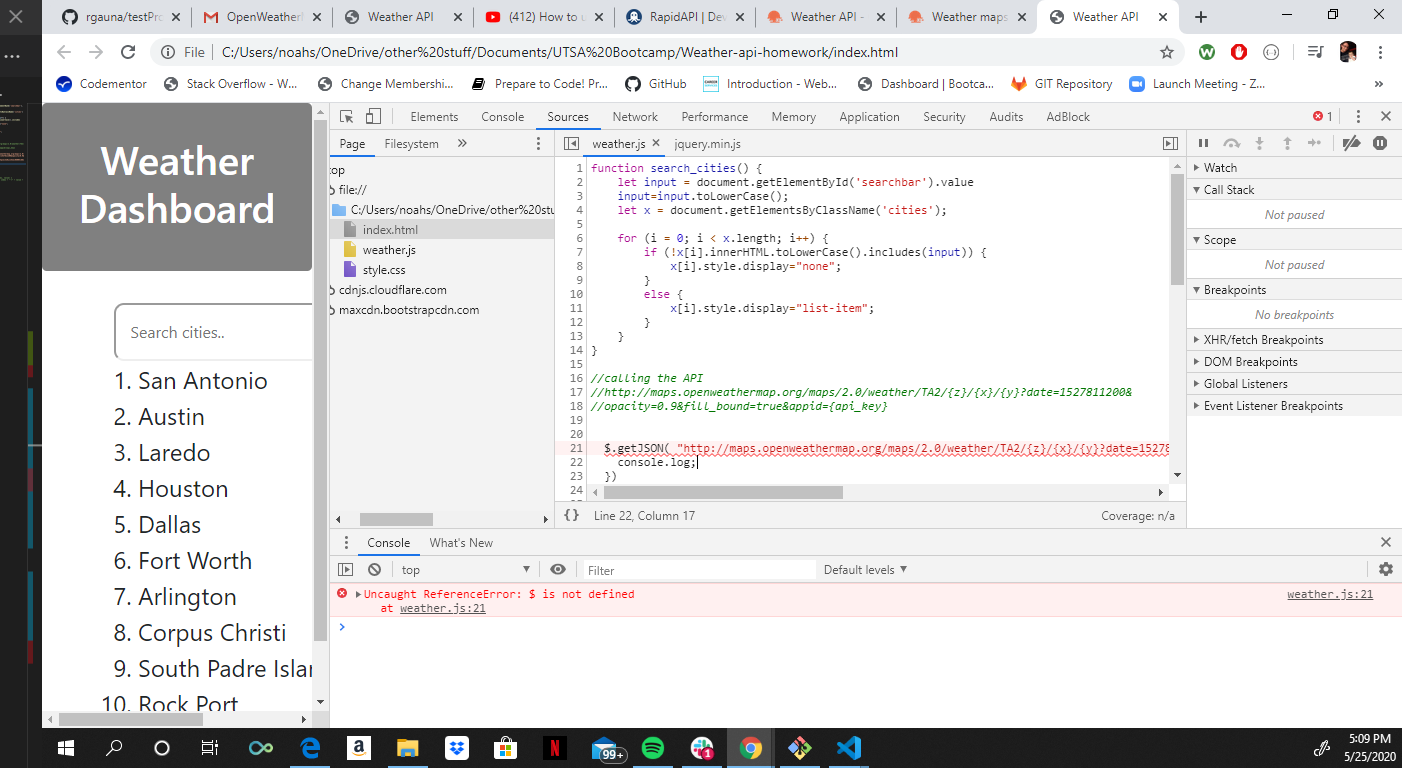 rgauna/testPro
OpenWeatherM
Weather API
(412) How to u
RapidAPI | Dev
Weather API -
Weather maps
Weather API
File
C:/Users/noahs/OneDrive/other%20stuff/Documents/UTSA%20Bootcamp/Weather-api-homework/index.html
Codementor
Stack Overflow - W...
Change Membershi...
Prepare to Code! Pr...
GitHub
Introduction - Web...
Dashboard | Bootca...
GIT Repository
Launch Meeting - Z...
Weather
Dashboard
Search cities..
1. San Antonio
2. Austin
3. Laredo
4. Houston
5. Dallas
6. Fort Worth
7. Arlington
8. Corpus Christi
9. South Padre Islan
10. Rock Port
Elements Console Sources Network Performance Memory Application Security Audits AdBlock 1
Page Filesystem
top
file://
C:/Users/noahs/OneDrive/other%20stu
index.html
weather.js
style.css
cdnjs.cloudflare.com
maxcdn.bootstrapcdn.com
weather.js jquery.min.js
1 function search_cities() {
2 let input = document.getElementById('searchbar').value
3 input=input.toLowerCase();
4 let x = document.getElementsByClassName('cities');
5
6 for (i = 0; i < x.length; i++) {
7 if (!x[i].innerHTML.toLowerCase().includes(input)) {
8 x[i].style.display="none";
9 }
10 else {
11 x[i].style.display="list-item";
12 }
13 }
14 }
15
16 //calling the API
17 //http://maps.openweathermap.org/maps/2.0/weather/TA2/{z}/{x}/{y}?date=1527811200&
18 //opacity=0.9&fill_bound=true&appid={api_key}
19
20
21 $.getJSON( "http://maps.openweathermap.org/maps/2.0/weather/TA2/{z}/{x}/{y}?date=15278
22 console.log;
23 })
24
{} Line 22, Column 17
Coverage: n/a
Watch
Call Stack
Not paused
Scope
Not paused
Breakpoints
No breakpoints
XHR/fetch Breakpoints
DOM Breakpoints
Global Listeners
Event Listener Breakpoints
Console What's New
top
Filter
Default levels
Uncaught ReferenceError: $ is not defined
weather.js:21
at weather.js:21
99+
1
5:09 PM
5/25/2020